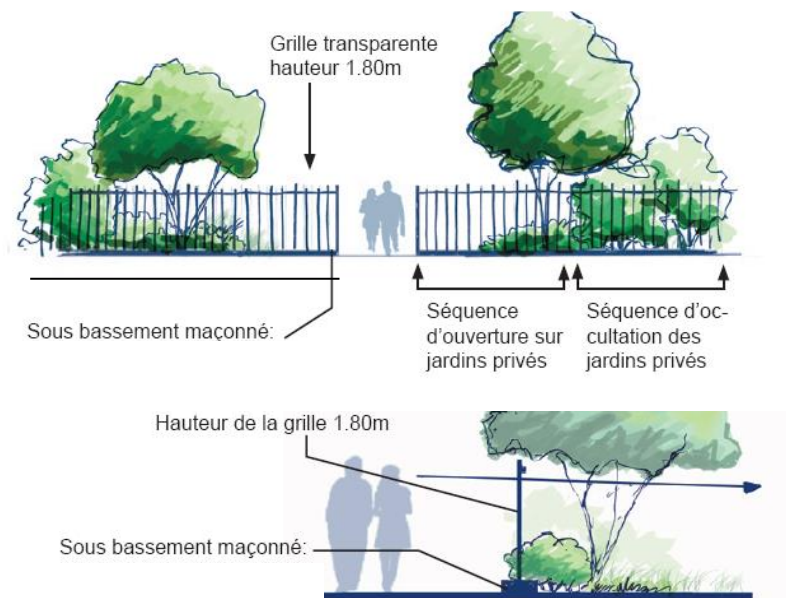 Grille transparente
hauteur 1.80m
Sous bassement maçonné:
Séquence
d'ouverture sur
jardins privés
Séquence d'oc-
cultation des
jardins privés
Hauteur de la grille 1.80m
Sous bassement maçonné: